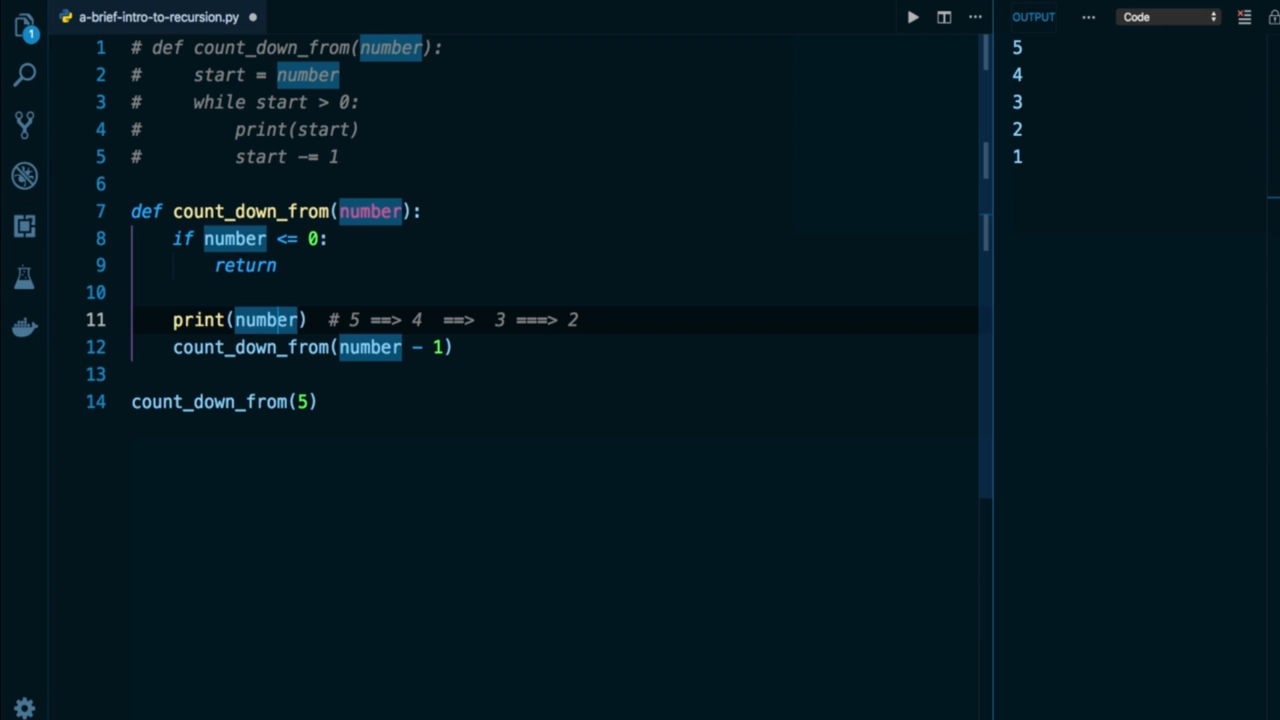 a-brief-intro-to-recursion.py
OUTPUT
Code
1
1 # def count_down_from(number):
2 #     start = number
3 #     while start > 0:
4 #         print(start)
5 #         start -= 1
6
7 def count_down_from(number):
8     if number <= 0:
9         return
10
11     print(number)  # 5 ==> 4  ==>  3 ===> 2
12     count_down_from(number - 1)
13
14 count_down_from(5)
5
4
3
2
1